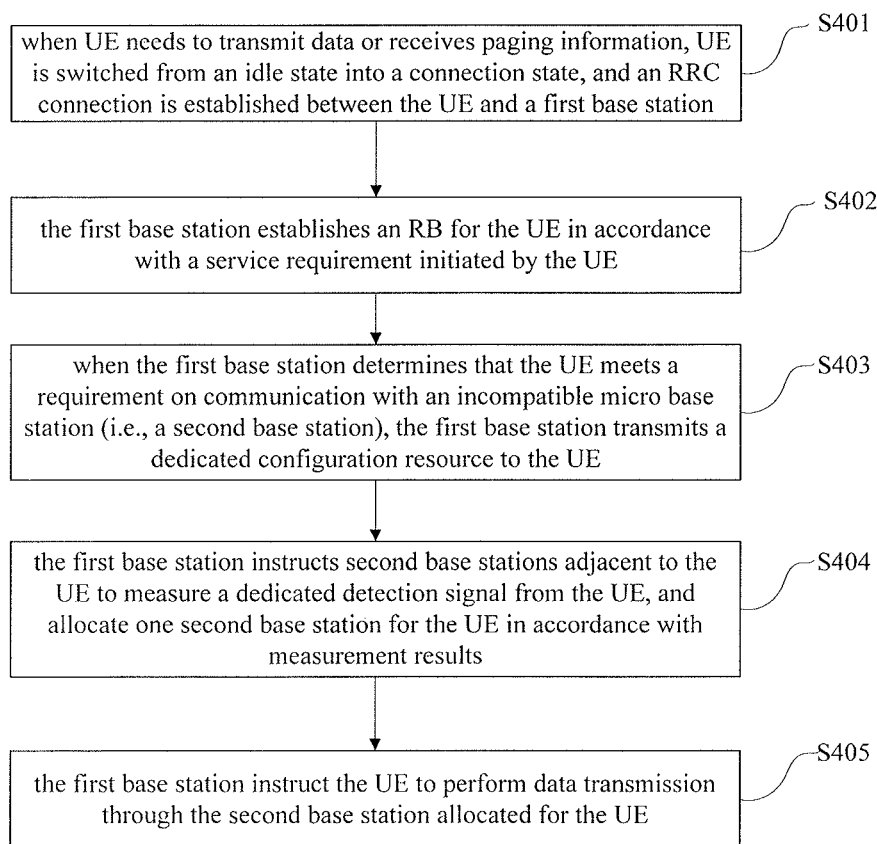 S401
when UE needs to transmit data or receives paging information, UE
is switched from an idle state into a connection state, and an RRC
connection is established between the UE and a first base station
S402
the first base station establishes an RB for the UE in accordance
with a service requirement initiated by the UE
S403
when the first base station determines that the UE meets a
requirement on communication with an incompatible micro base
station (i.e., a second base station), the first base station transmits a
dedicated configuration resource to the UE
S404
the first base station instructs second base stations adjacent to the
UE to measure a dedicated detection signal from the UE, and
allocate one second base station for the UE in accordance with
measurement results
S405
the first base station instruct the UE to perform data transmission
through the second base station allocated for the UE